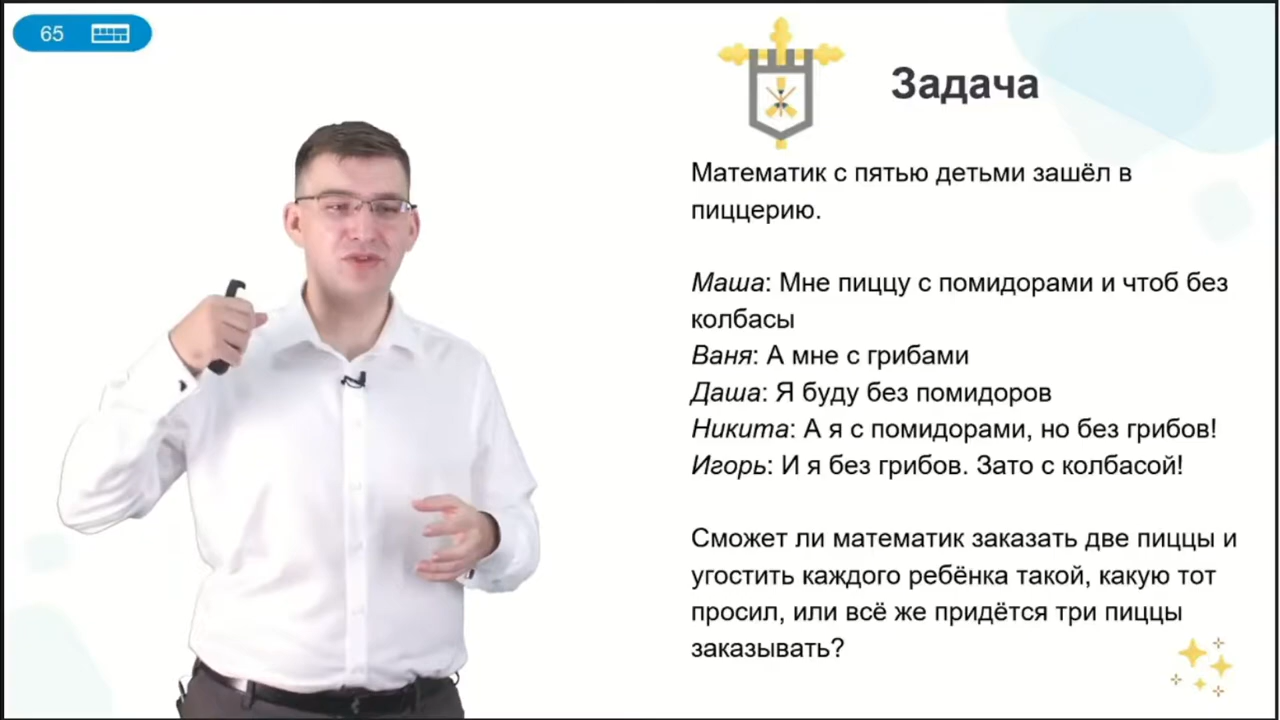 65
Задача
Математик с пятью детьми зашёл в
пиццерию.
Маша: Мне пиццу с помидорами и чтоб без
колбасы
Ваня: А мне с грибами
Даша: Я буду без помидоров
Никита: А я с помидорами, но без грибов!
Игорь: И я без грибов. Зато с колбасой!
Сможет ли математик заказать две пиццы и
угостить каждого ребёнка такой, какую тот
просил, или всё же придётся три пиццы
заказывать?